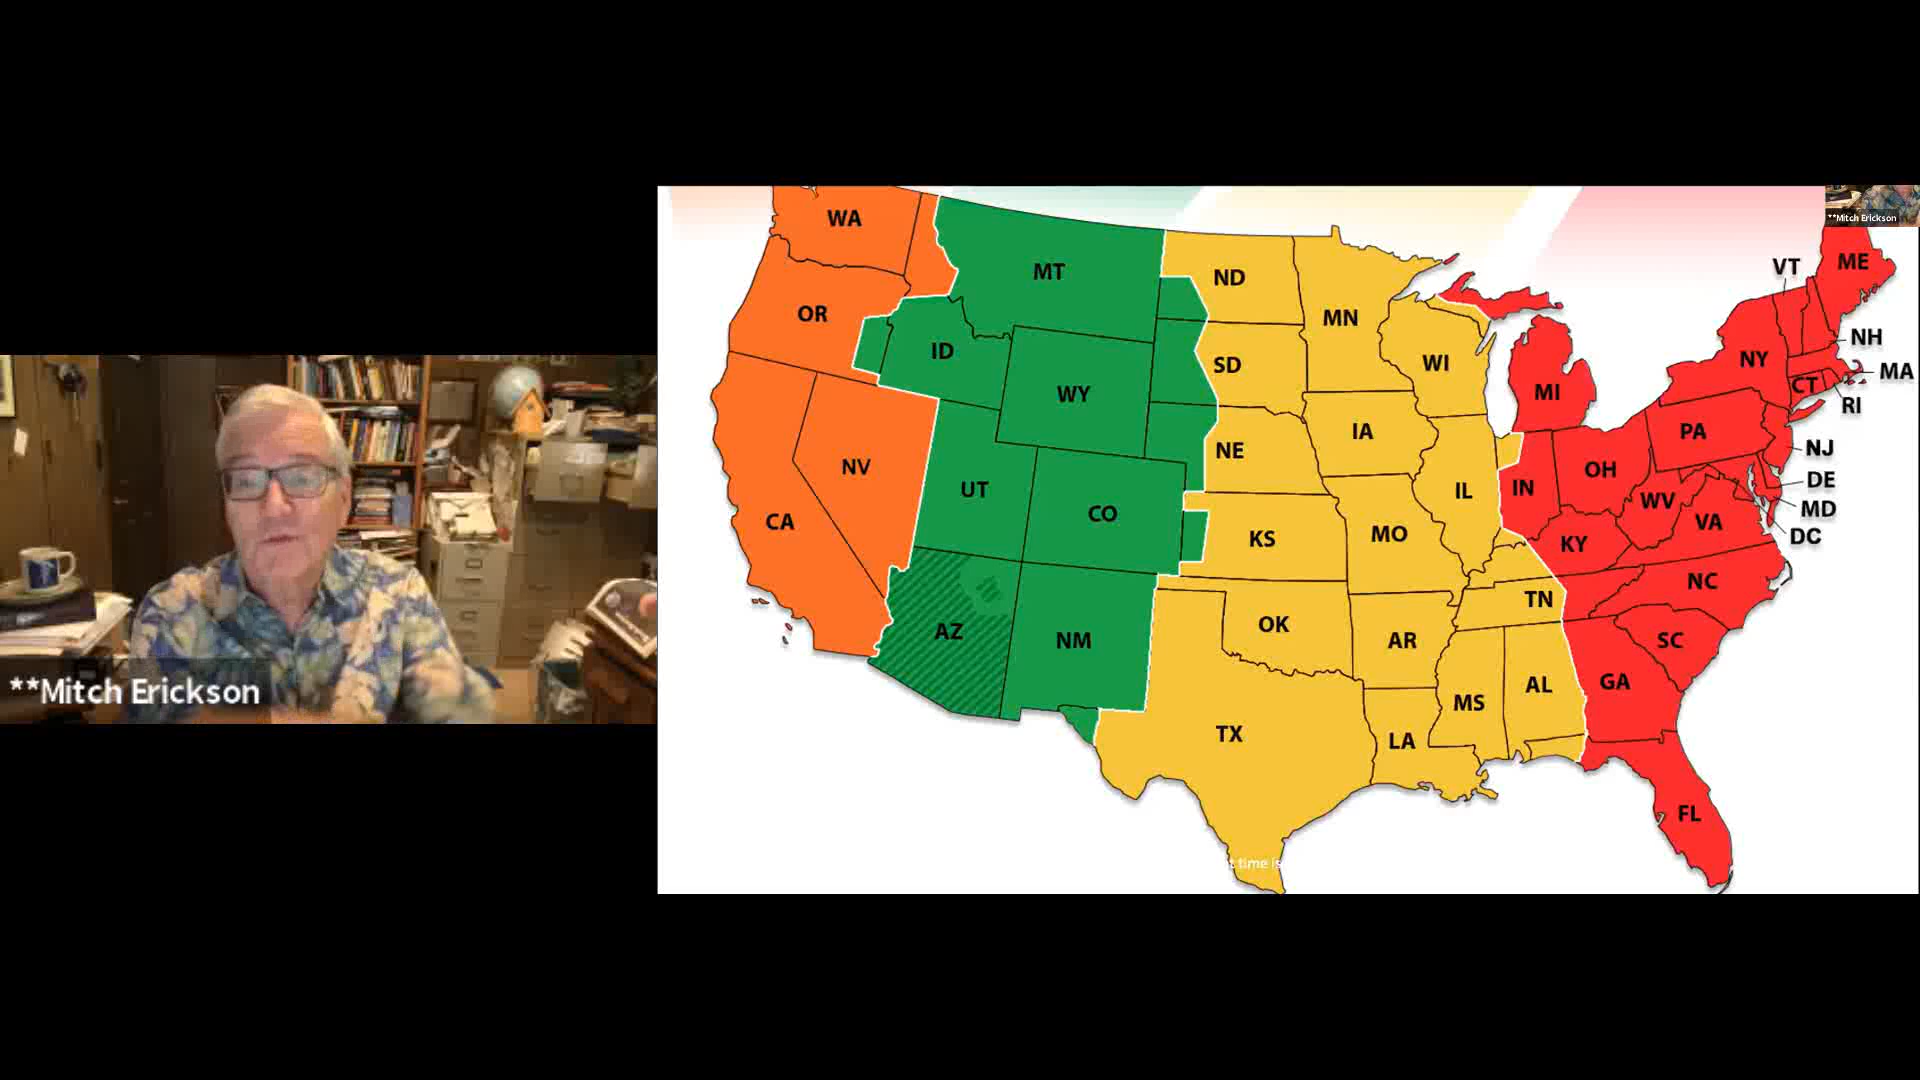 **Mitch Erickson
**Mitch Erickson
WA
MT
ND
MN
VT
ME
OR
ID
SD
WI
NY
NH
MA
WY
MI
CT
RI
NE
IA
PA
NJ
NV
UT
CO
IL
IN
OH
DE
CA
KS
MO
WV
VA
MD
DC
KY
AZ
NM
OK
AR
TN
NC
SC
TX
LA
MS
AL
GA
FL
time is